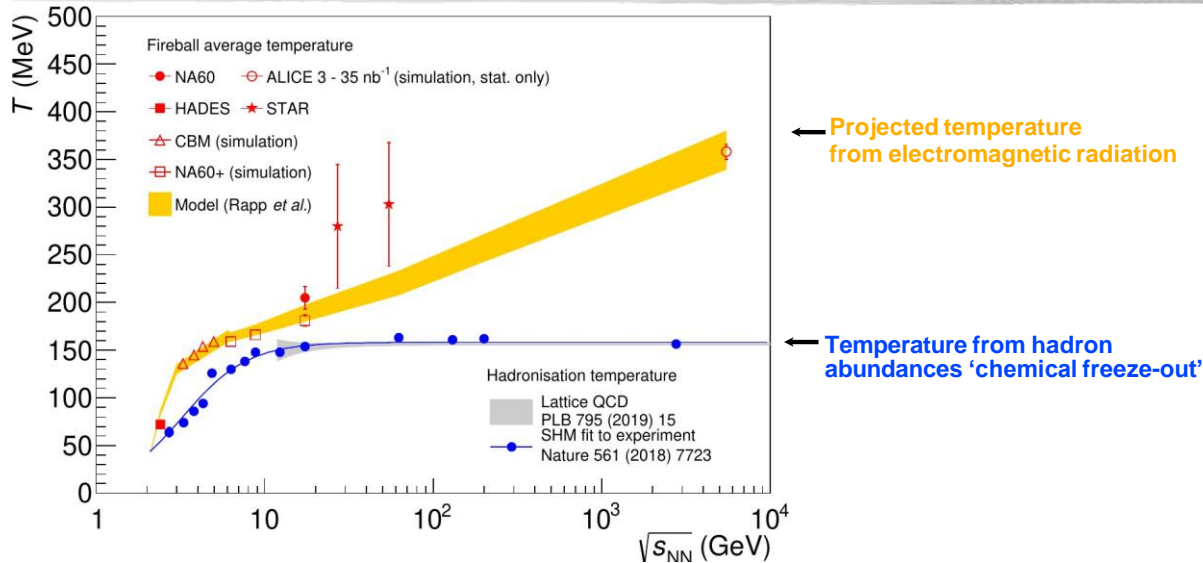 500
450
400
350
300
250
200
150
100
50
0
T (MeV)
Fireball average temperature
NA60 ALICE 3 - 35 nb⁻¹ (simulation, stat. only)
HADES STAR
CBM (simulation)
NA60+ (simulation)
Model (Rapp et al.)
Projected temperature
from electromagnetic radiation
Temperature from hadron
abundances ‘chemical freeze-out’
Hadronisation temperature
Lattice QCD
PLB 795 (2019) 15
SHM fit to experiment
Nature 561 (2018) 7723
1 10 10² 10³ 10⁴
√sNN (GeV)